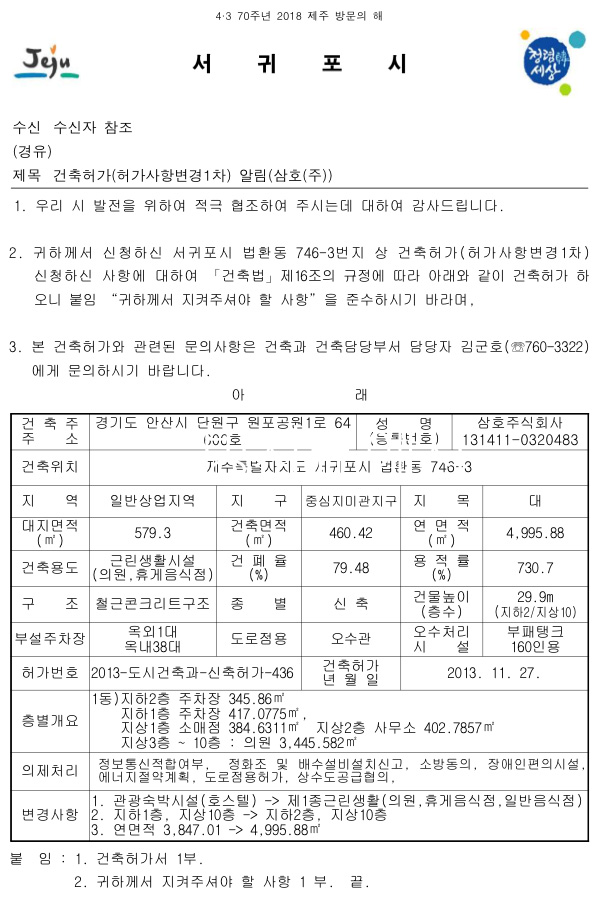 4·3 70주년 2018 제주 방문의 해
Jeju
서 귀 포 시
청렴
세상
수신 수신자 참조
(경유)
제목 건축허가(허가사항변경1차) 알림(삼호(주))
1. 우리 시 발전을 위하여 적극 협조하여 주시는데 대하여 감사드립니다.
2. 귀하께서 신청하신 서귀포시 법환동 746-3번지 상 건축허가(허가사항변경1차)
신청하신 사항에 대하여 「건축법」제16조의 규정에 따라 아래와 같이 건축허가 하
오니 붙임 “귀하께서 지켜주셔야 할 사항”을 준수하시기 바라며,
3. 본 건축허가와 관련된 문의사항은 건축과 건축담당부서 담당자 김군호(☏760-3322)
에게 문의하시기 바랍니다.
아 래
건 축 주 경기도 안산시 단원구 원포공원1로 64 성 명 삼호주식회사
주 소 호 (등록번호) 131411-0320483
건축위치 제주특별자치도 서귀포시 법환동 746-3
지 역 일반상업지역 지 구 중심지미관지구 지 목 대
대지면적 (㎡) 579.3 건축면적 (㎡) 460.42 연 면 적 (㎡) 4,995.88
건축용도 근린생활시설 (의원,휴게음식점) 건 폐 율 (%) 79.48 용 적 률 (%) 730.7
구 조 철근콘크리트구조 종 별 신 축 건물높이 (층수) 29.9m (지하2/지상10)
부설주차장 옥외1대 옥내38대 도로점용 오수관 오수처리 시 설 부패탱크 160인용
허가번호 2013-도시건축과-신축허가-436 건축허가 년 월 일 2013. 11. 27.
층별개요 1동)지하2층 주차장 345.86㎡
지하1층 주차장 417.0775㎡,
지상1층 소매점 384.6311㎡ 지상2층 사무소 402.7857㎡
지상3층 ~ 10층 : 의원 3,445.582㎡
의제처리 정보통신적합여부, 정화조 및 배수설비설치신고, 소방동의, 장애인편의시설,
에너지절약계획, 도로점용허가, 상수도공급협의,
변경사항 1. 관광숙박시설(호스텔) -> 제1종근린생활(의원,휴게음식점,일반음식점)
2. 지하1층, 지상10층 -> 지하2층, 지상10층
3. 연면적 3,847.01 -> 4,995.88㎡
붙 임 : 1. 건축허가서 1부.
2. 귀하께서 지켜주셔야 할 사항 1 부. 끝.